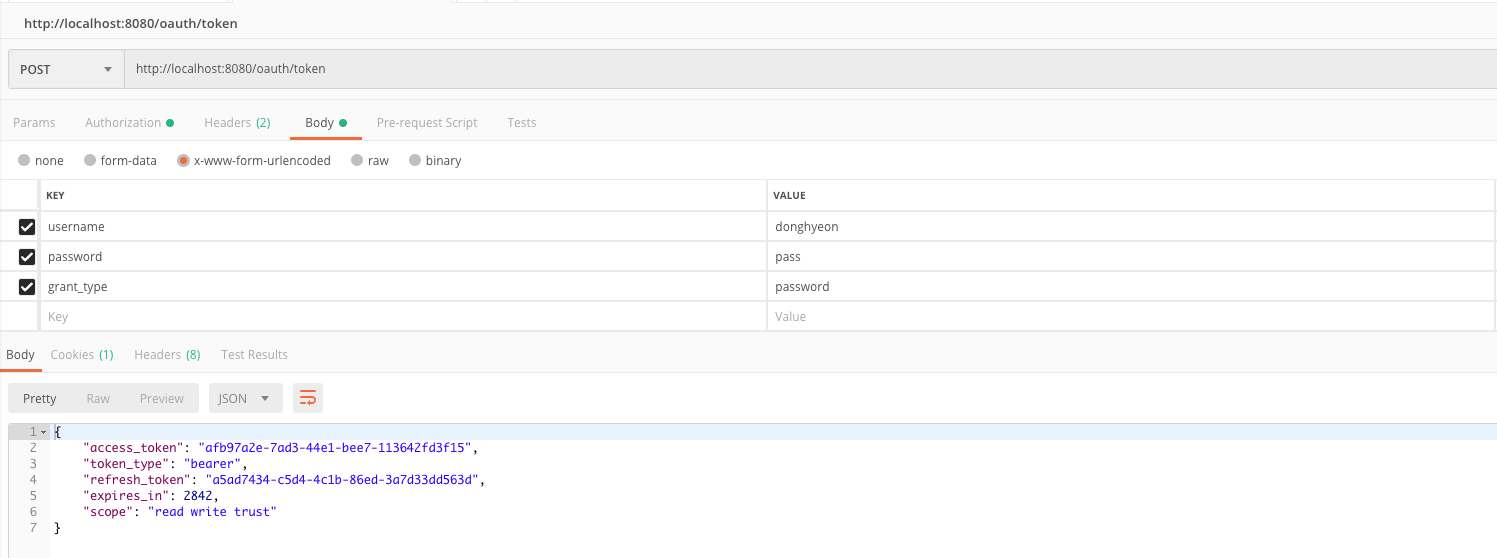 http://localhost:8080/oauth/token
POST http://localhost:8080/oauth/token
Params Authorization Headers (2) Body Pre-request Script Tests
none form-data x-www-form-urlencoded raw binary
KEY VALUE
username donghyeon
password pass
grant_type password
Key Value
Body Cookies (1) Headers (8) Test Results
Pretty Raw Preview JSON
1 {
2 "access_token": "afb97a2e-7ad3-44e1-bee7-113642fd3f15",
3 "token_type": "bearer",
4 "refresh_token": "a5ad7434-c5d4-4c1b-86ed-3a7d33dd563d",
5 "expires_in": 2842,
6 "scope": "read write trust"
7 }